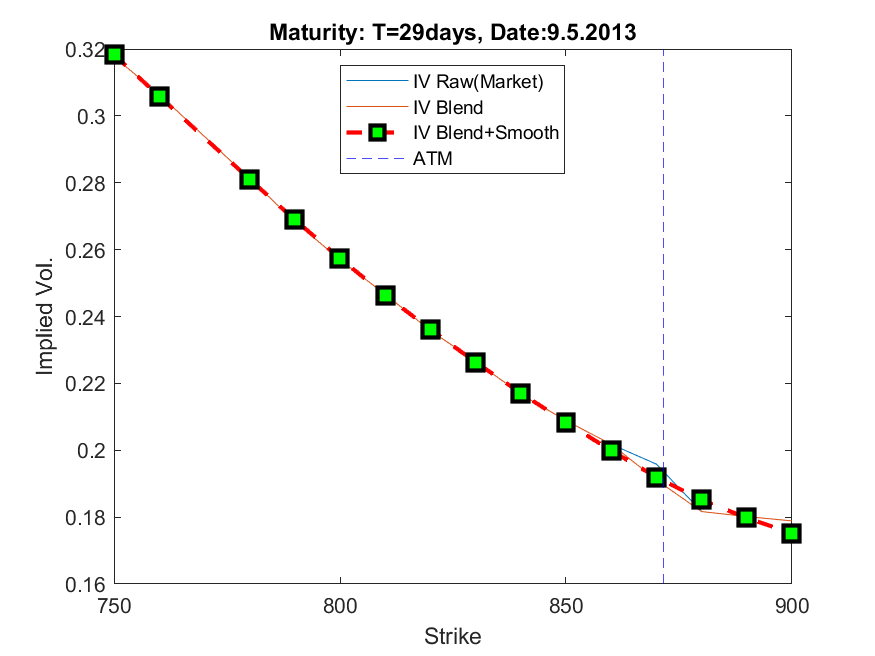 Maturity: T=29days, Date:9.5.2013
0.32
0.3
0.28
0.26
0.24
0.22
0.2
0.18
0.16
Implied Vol.
IV Raw(Market)
IV Blend
IV Blend+Smooth
ATM
750
800
850
900
Strike